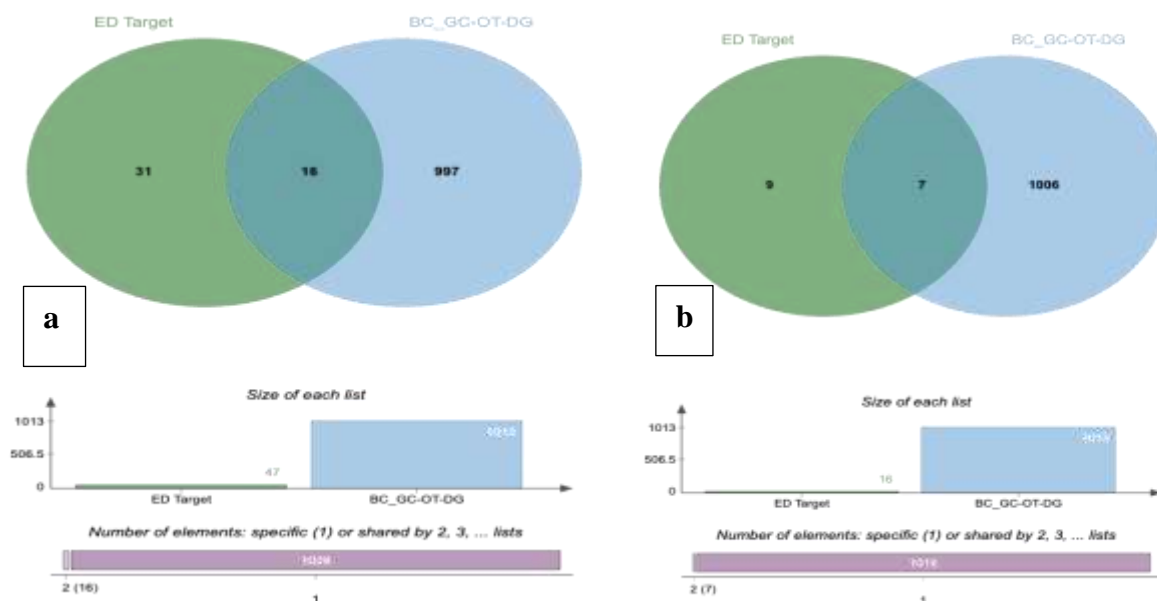 ED Target
BC_GC-OT-DG
31
16
997
a
Size of each list
1013
506.5
0
47
1013
ED Target
BC_GC-OT-DG
Number of elements: specific (1) or shared by 2, 3, ... lists
1028
2 (16)
1
ED Target
BC_GC-OT-DG
9
7
1006
b
Size of each list
1013
506.5
0
16
1013
ED Target
BC_GC-OT-DG
Number of elements: specific (1) or shared by 2, 3, ... lists
2 (7)
1